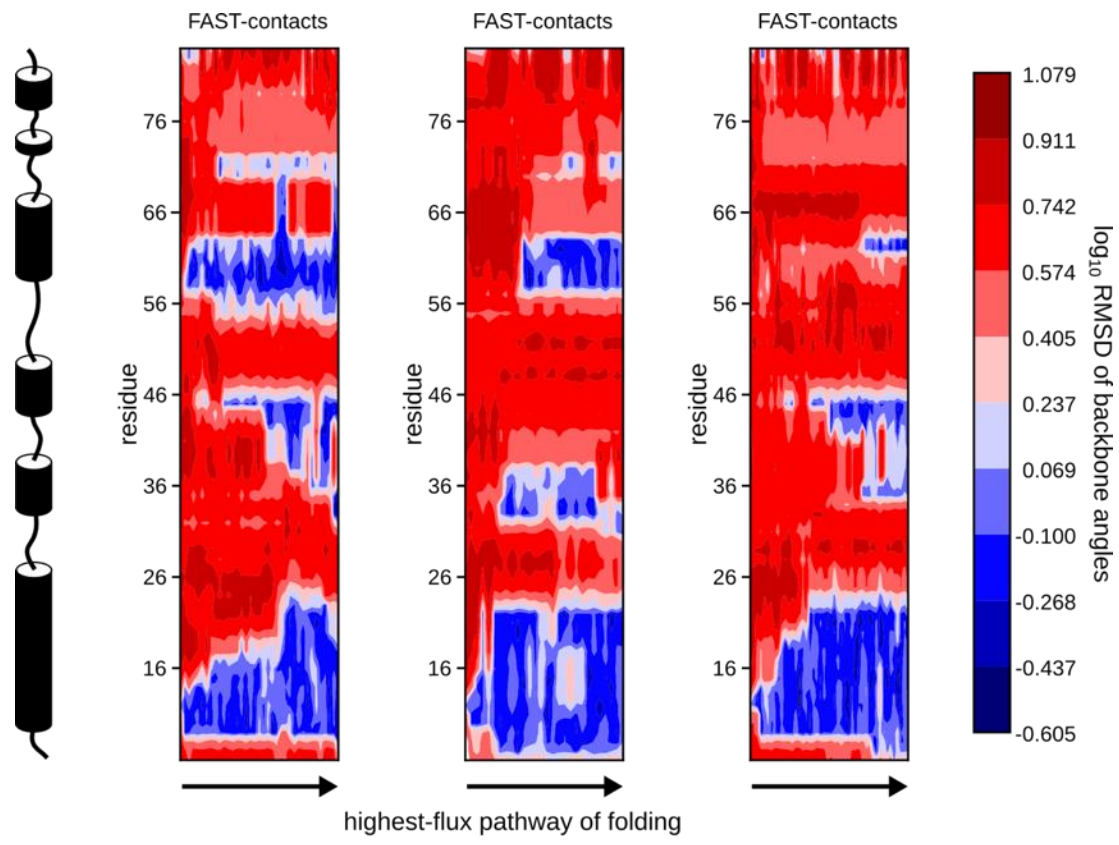 FAST-contacts FAST-contacts FAST-contacts
76 76 76
66 66 66
56 56 56
46 46 46
36 36 36
26 26 26
16 16 16
residue residue residue
1.079
0.911
0.742
0.574
0.405
0.237
0.069
-0.100
-0.268
-0.437
-0.605
log10 RMSD of backbone angles
highest-flux pathway of folding